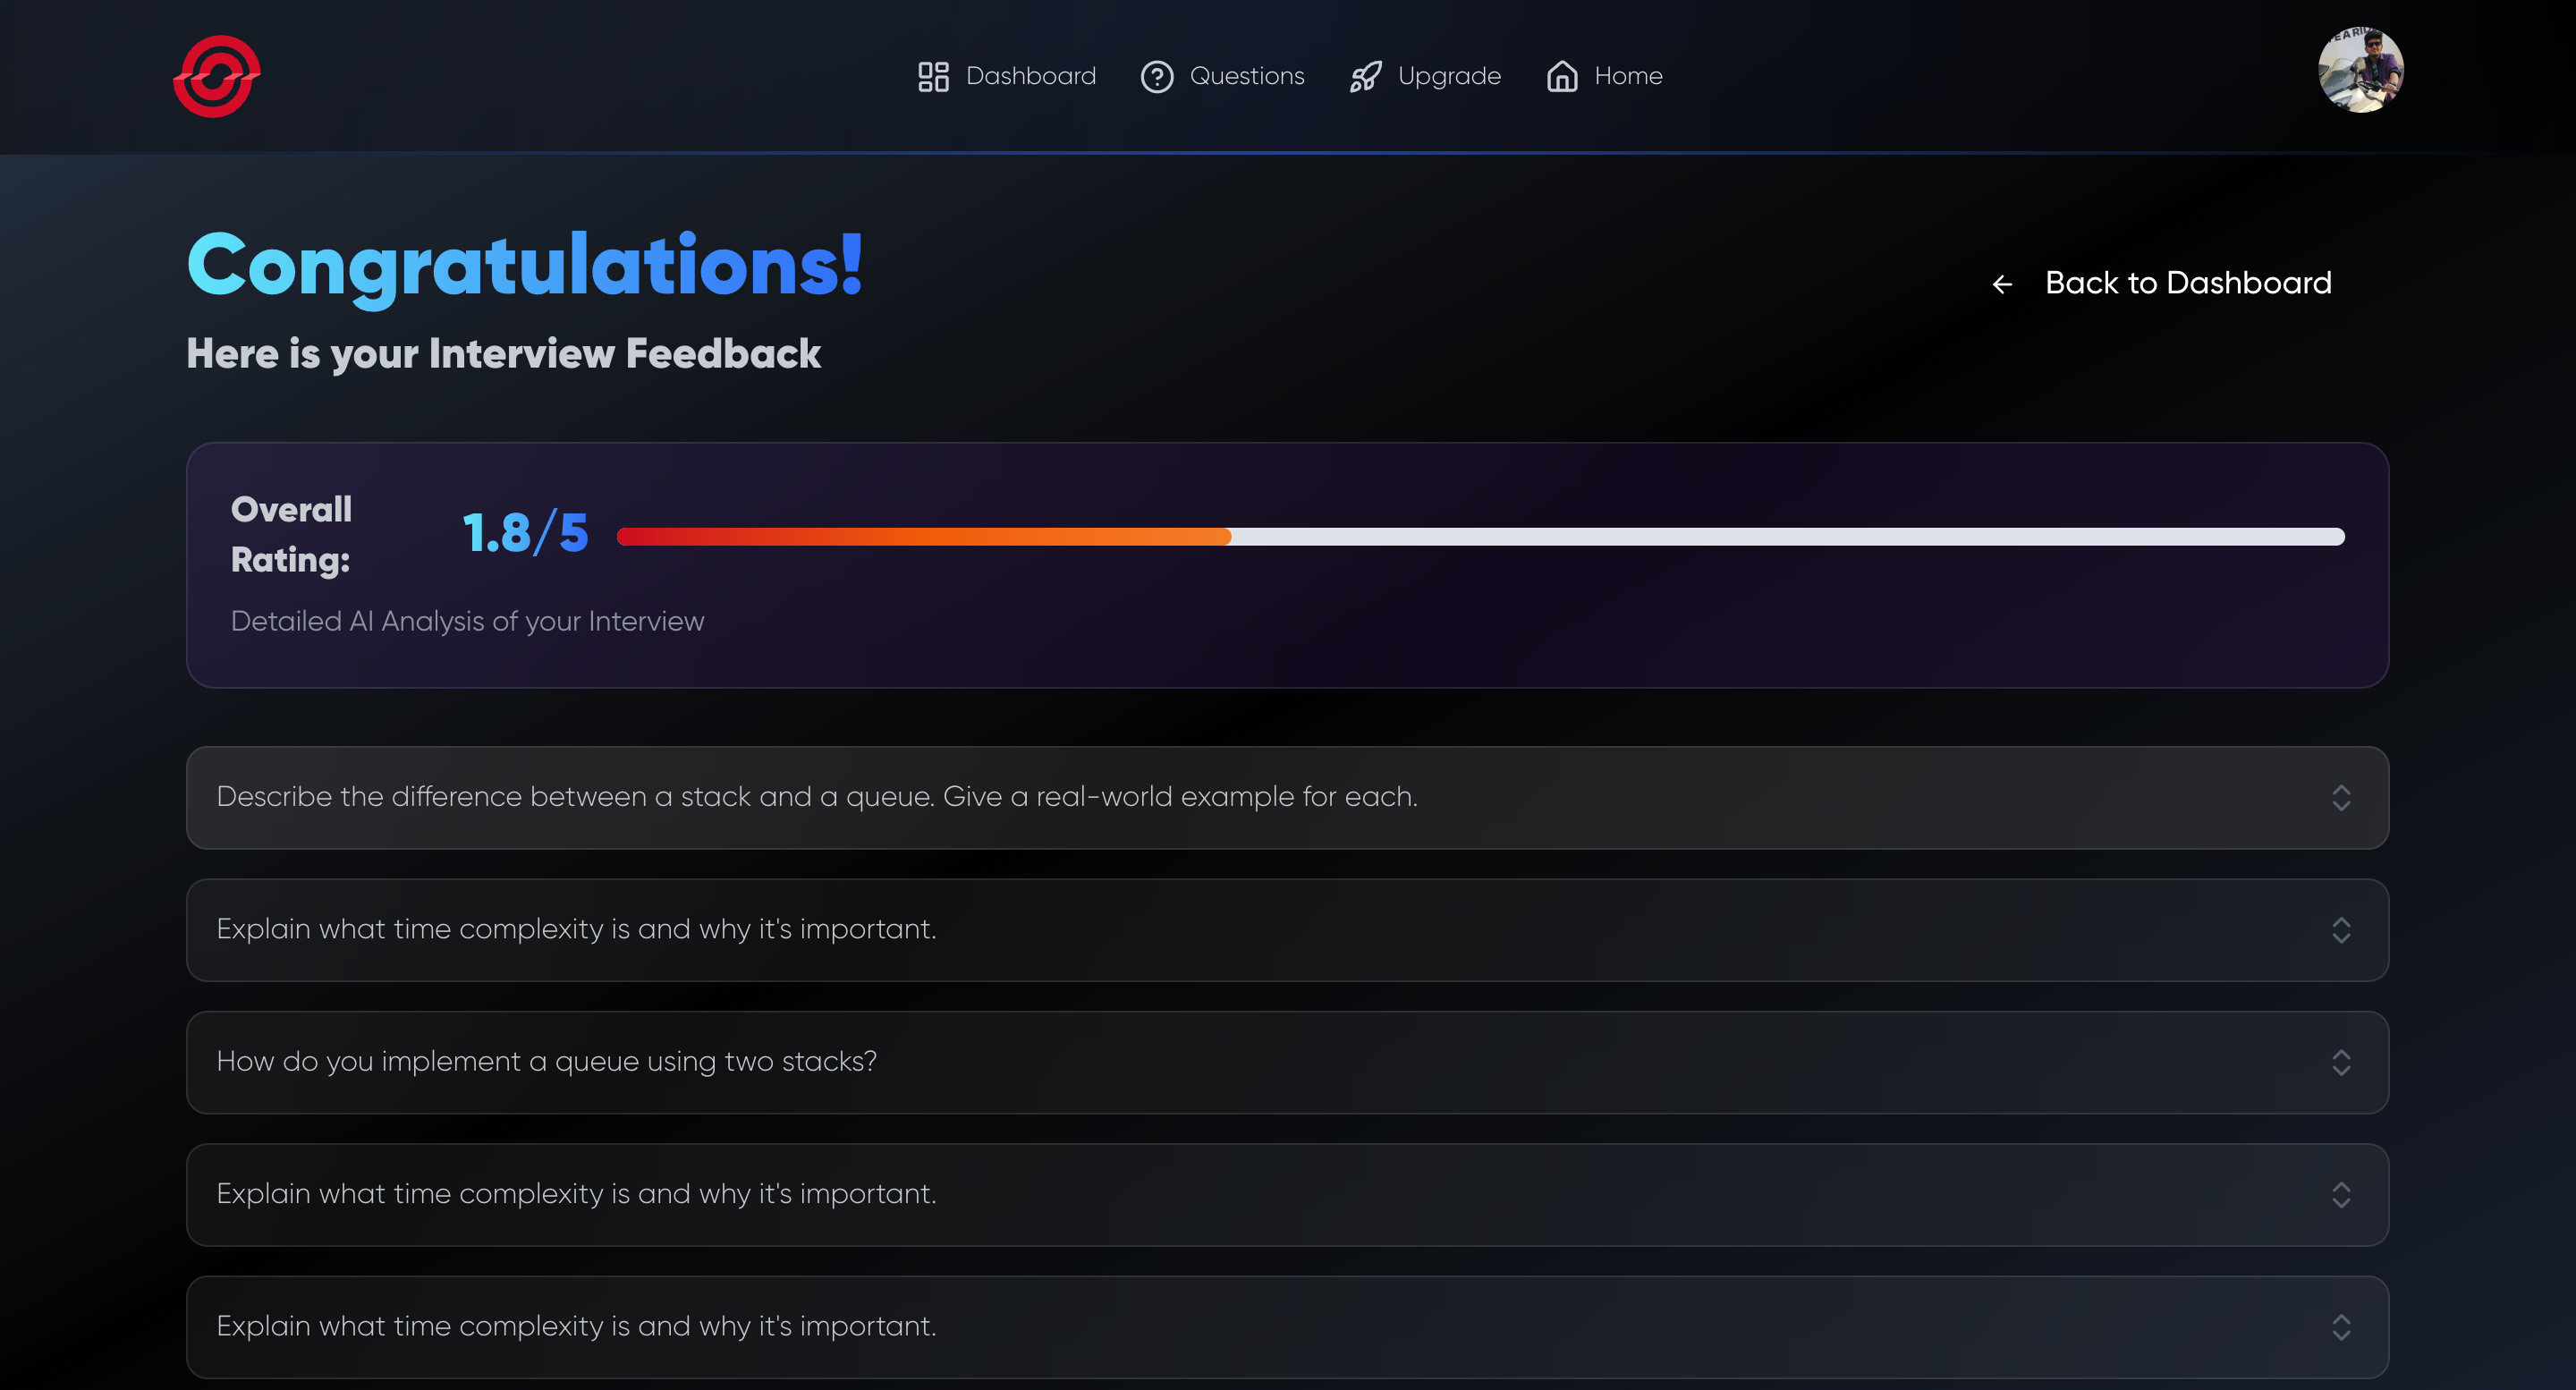 Dashboard
Questions
Upgrade
Home
Congratulations!
Back to Dashboard
Here is your Interview Feedback
Overall
Rating:
1.8/5
Detailed AI Analysis of your Interview
Describe the difference between a stack and a queue. Give a real-world example for each.
Explain what time complexity is and why it's important.
How do you implement a queue using two stacks?
Explain what time complexity is and why it's important.
Explain what time complexity is and why it's important.